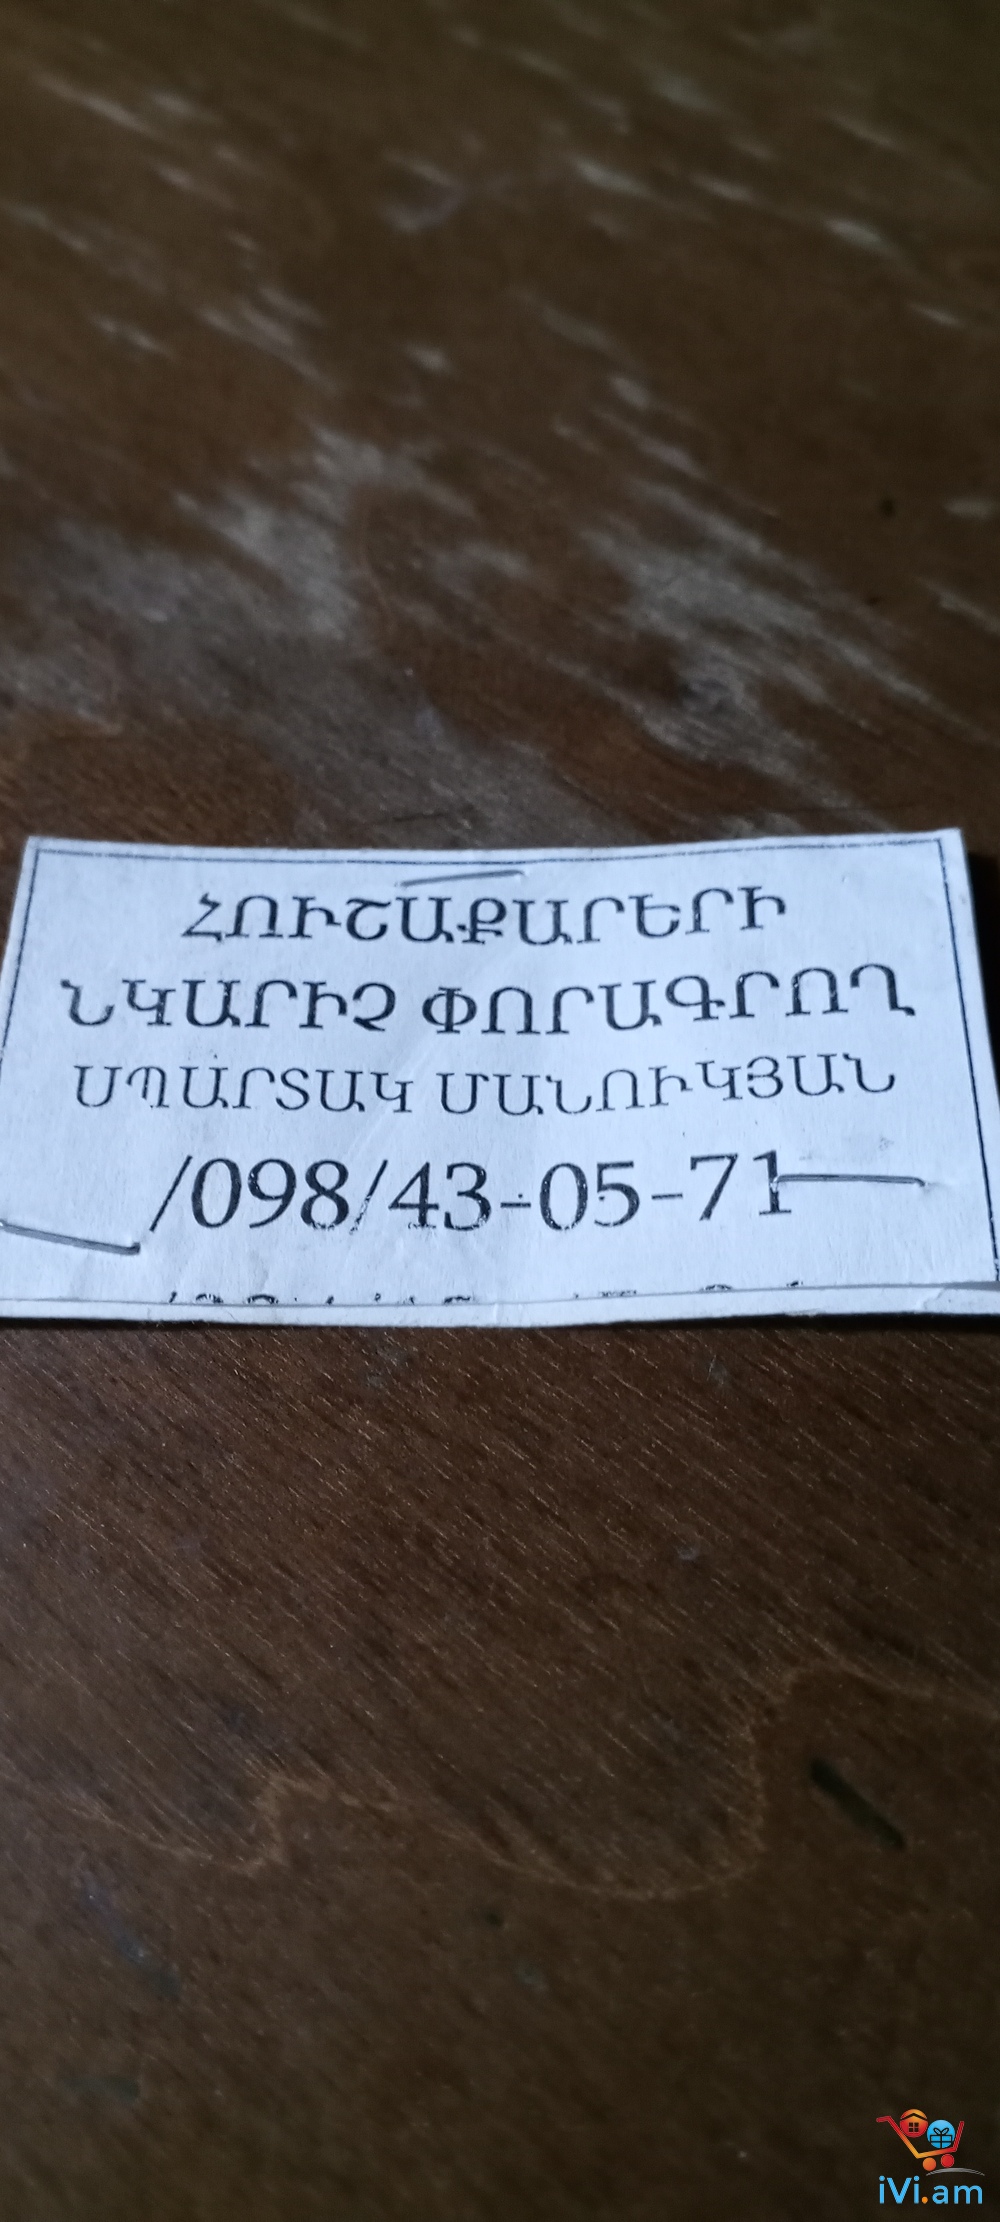 ՀՈՒՇԱՔԱՐԵՐԻ
ՆԿԱՐԻՉ ՓՈՐԱԳՐՈՂ
ՍՊԱՐՏԱԿ ՄԱՆՈՒԿՅԱՆ
/098/43-05-71
iVi.am